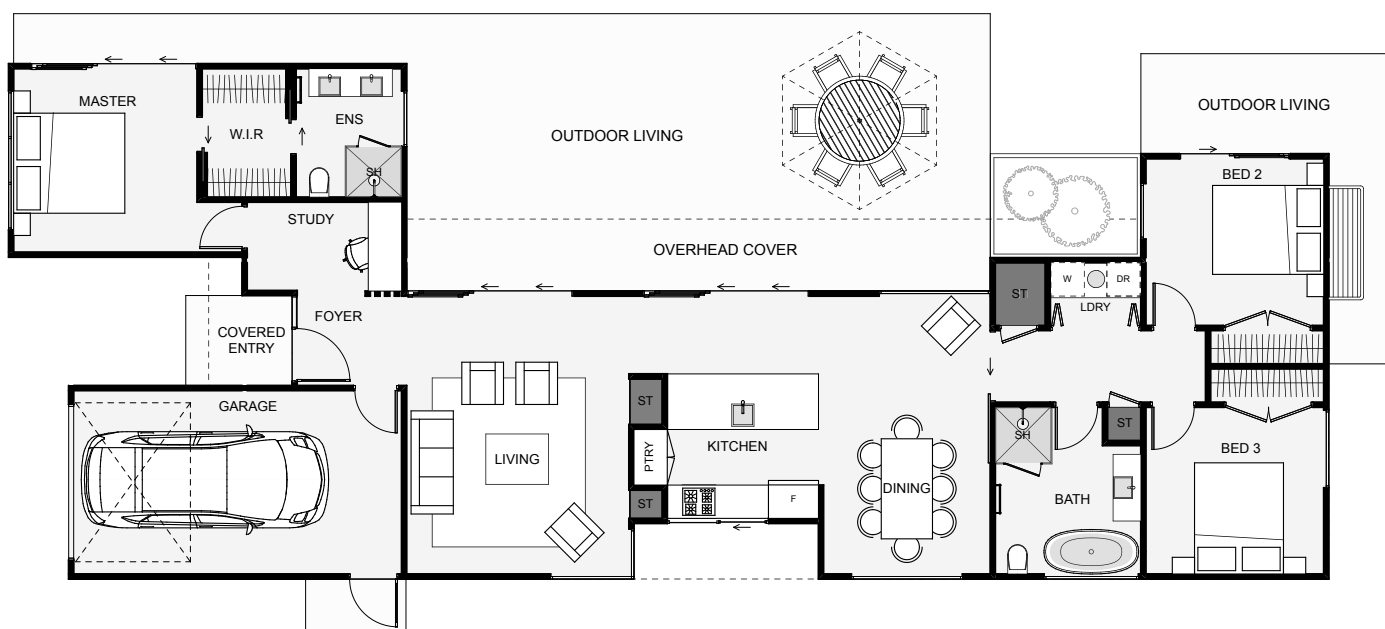 MASTER
W.I.R
ENS
SH
STUDY
OUTDOOR LIVING
OVERHEAD COVER
OUTDOOR LIVING
BED 2
ST
W
DR
LDRY
FOYER
COVERED
ENTRY
GARAGE
LIVING
ST
PTRY
ST
KITCHEN
F
DINING
SH
ST
BATH
BED 3